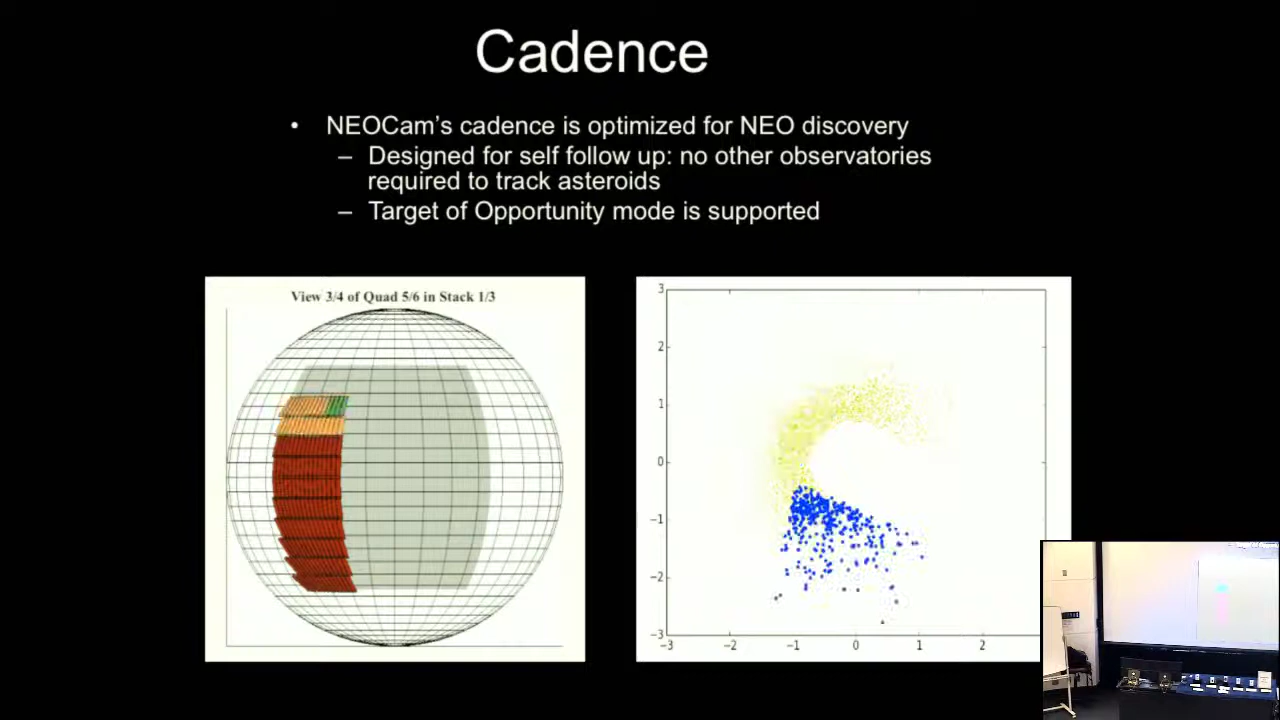 Cadence
• NEOCam's cadence is optimized for NEO discovery
– Designed for self follow up: no other observatories
required to track asteroids
– Target of Opportunity mode is supported
View 3/4 of Quad 5/6 in Stack 1/3
3
2
1
0
−1
−2
−3
−3
−2
−1
0
1
2